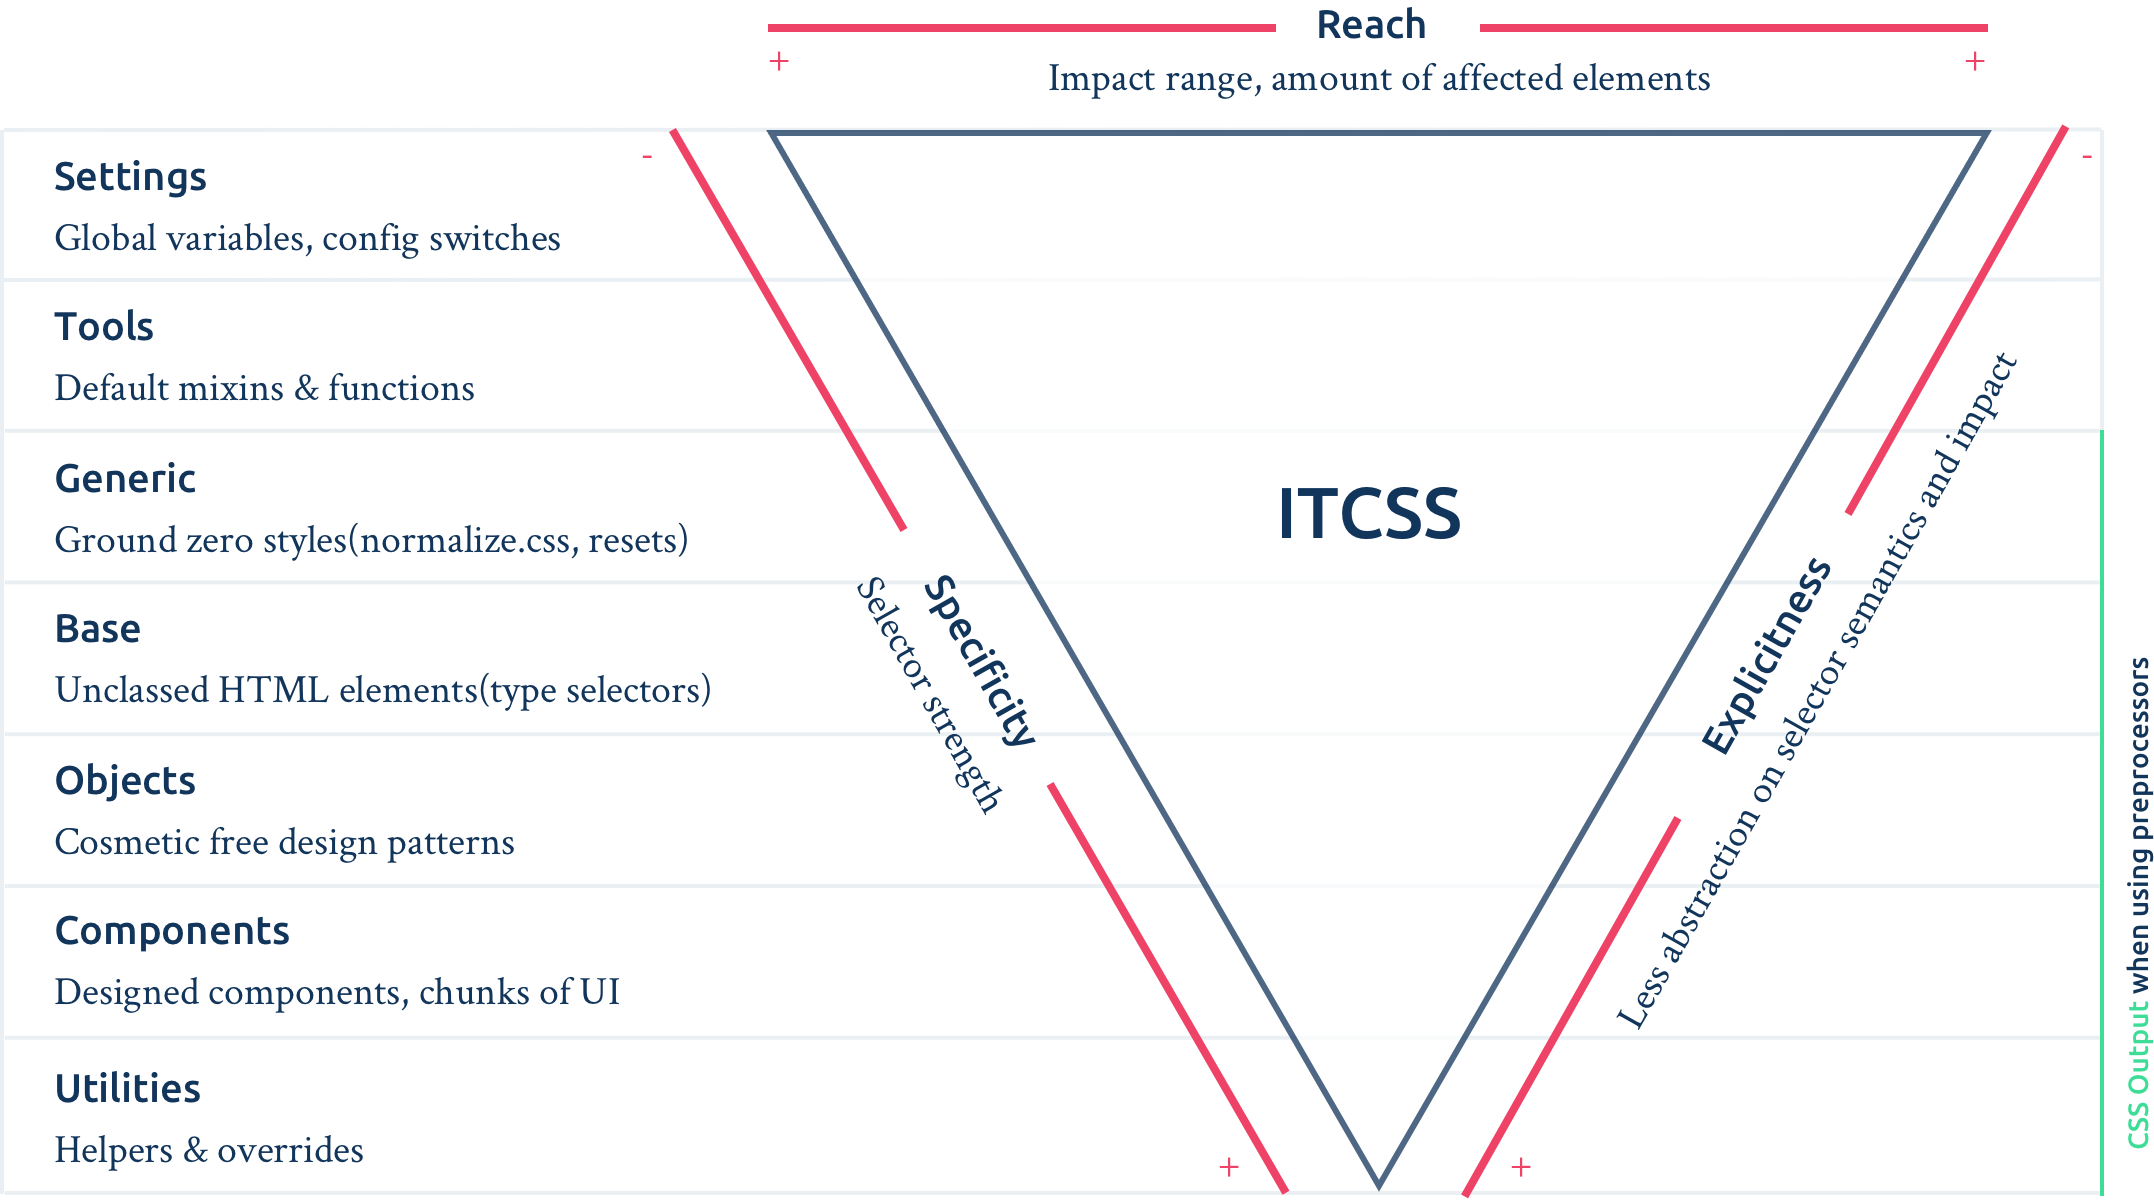 Reach
+ +
Impact range, amount of affected elements
- -
Settings
Global variables, config switches
Tools
Default mixins & functions
Generic
Ground zero styles(normalize.css, resets)
Base
Unclassed HTML elements(type selectors)
Objects
Cosmetic free design patterns
Components
Designed components, chunks of UI
Utilities
Helpers & overrides
Specificity
Selector strength
ITCSS
Explicitness
Less abstraction on selector semantics and impact
+ +
CSS Output when using preprocessors